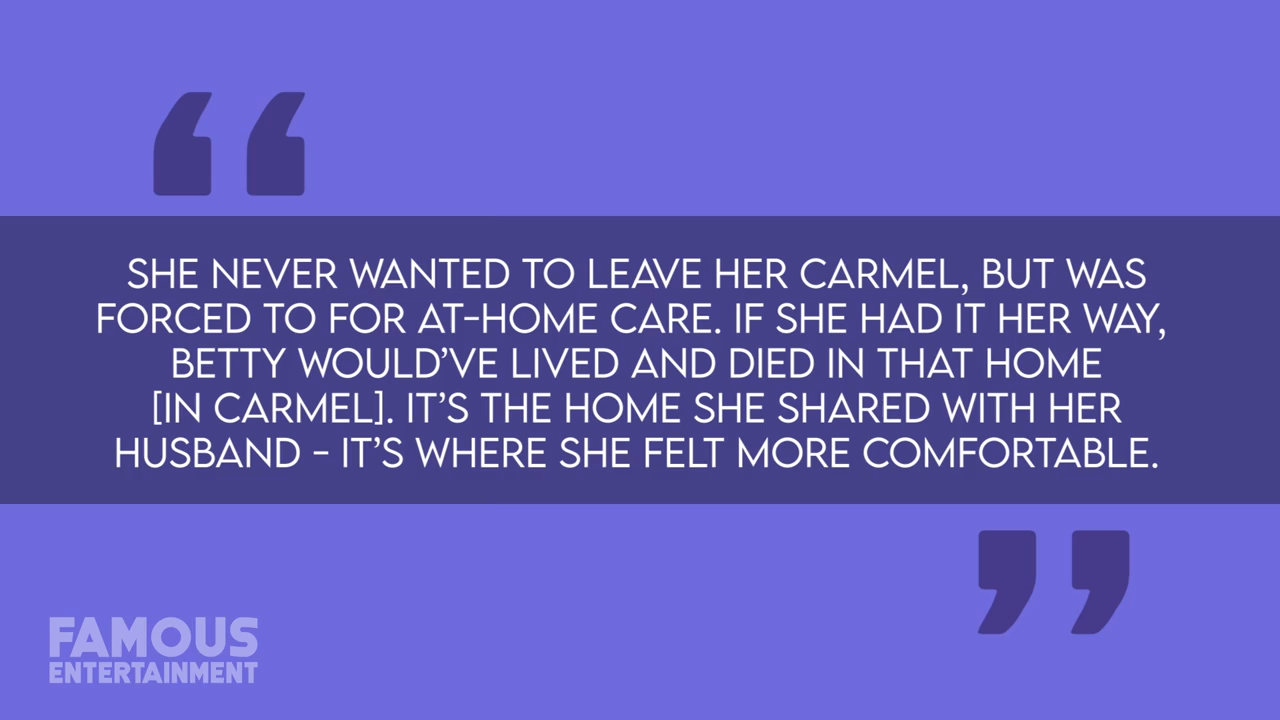 “
SHE NEVER WANTED TO LEAVE HER CARMEL, BUT WAS
FORCED TO FOR AT-HOME CARE. IF SHE HAD IT HER WAY,
BETTY WOULD’VE LIVED AND DIED IN THAT HOME
[IN CARMEL]. IT’S THE HOME SHE SHARED WITH HER
HUSBAND - IT’S WHERE SHE FELT MORE COMFORTABLE.
”
FAMOUS
ENTERTAINMENT